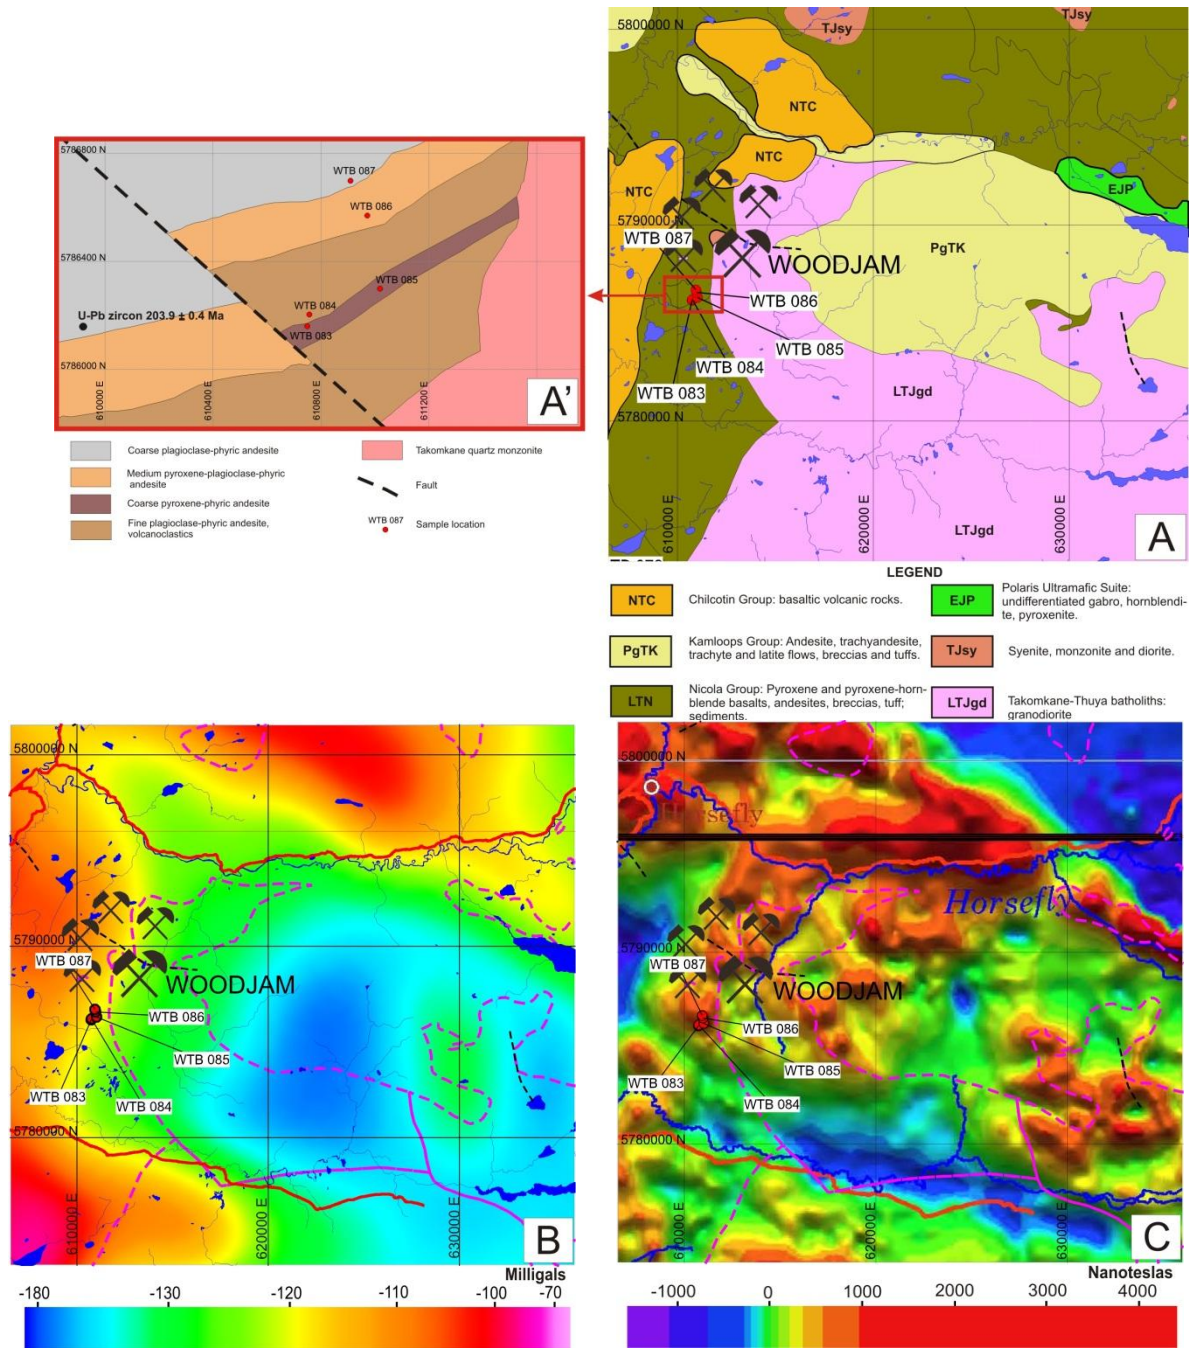 5800000 N
TJsy
TJsy
NTC
NTC
NTC
EJP
5790000 N
WTB 087
PgTK
WOODJAM
WTB 086
WTB 085
WTB 084
WTB 083
LTJgd
5780000 N
610000 E
620000 E
630000 E
LTJgd
A
5786800 N
WTB 087
WTB 086
5786400 N
WTB 085
WTB 084
U-Pb zircon 203.9 ± 0.4 Ma
WTB 083
5786000 N
610000 E
610400 E
610800 E
611200 E
A'
Coarse plagioclase-phyric andesite
Medium pyroxene-plagioclase-phyric
andesite
Coarse pyroxene-phyric andesite
Fine plagioclase-phyric andesite,
volcanoclastics
Takomkane quartz monzonite
Fault
WTB 087
Sample location
LEGEND
NTC
Chilcotin Group: basaltic volcanic rocks.
EJP
Polaris Ultramafic Suite:
undifferentiated gabro, hornblendi-
te, pyroxenite.
PgTK
Kamloops Group: Andesite, trachyandesite,
trachyte and latite flows, breccias and tuffs.
TJsy
Syenite, monzonite and diorite.
LTN
Nicola Group: Pyroxene and pyroxene-horn-
blende basalts, andesites, breccias, tuff;
sediments.
LTJgd
Takomkane-Thuya batholiths:
granodiorite
5800000 N
5790000 N
WTB 087
WOODJAM
WTB 086
WTB 085
WTB 083
WTB 084
5780000 N
610000 E
620000 E
630000 E
B
Milligals
-180
-130
-120
-110
-100
-70
5800000 N
Horsefly
Horsefly
5790000 N
WTB 087
WOODJAM
WTB 086
WTB 085
WTB 083
WTB 084
5780000 N
610000 E
620000 E
630000 E
C
Nanoteslas
-1000
0
1000
2000
3000
4000